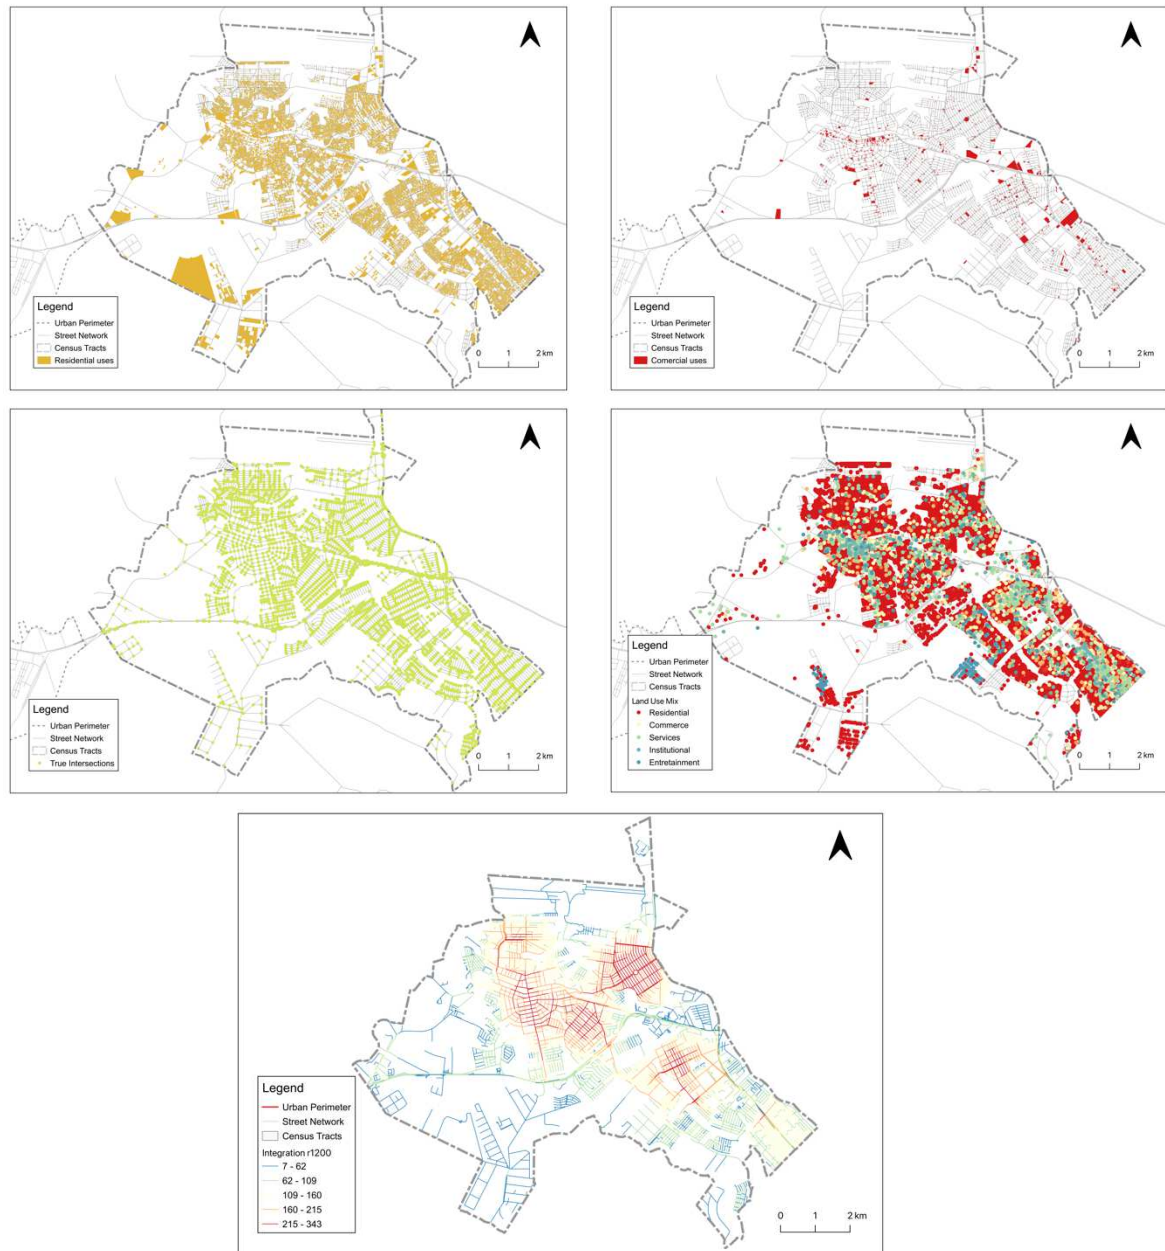 Legend
Urban Perimeter
Street Network
Census Tracts
Residential uses
0 1 2 km
Legend
Urban Perimeter
Street Network
Census Tracts
Comercial uses
0 1 2 km
Legend
Urban Perimeter
Street Network
Census Tracts
True Intersections
0 1 2 km
Legend
Urban Perimeter
Street Network
Census Tracts
Land Use Mix
Residential
Commerce
Services
Institutional
Entretainment
0 1 2 km
Legend
Urban Perimeter
Street Network
Census Tracts
Integration r1200
7 - 62
62 - 109
109 - 160
160 - 215
215 - 343
0 1 2 km